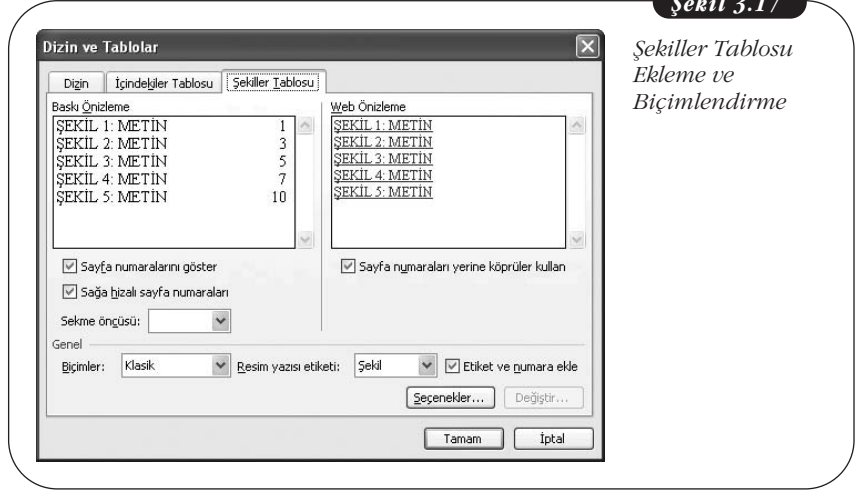 Şekil 3.17
Şekiller Tablosu
Ekleme ve
Biçimlendirme
Dizin ve Tablolar
Dizin İçindekiler Tablosu Şekiller Tablosu
Baskı Önizleme Web Önizleme
ŞEKİL 1: METİN 1 ŞEKİL 1: METİN
ŞEKİL 2: METİN 3 ŞEKİL 2: METİN
ŞEKİL 3: METİN 5 ŞEKİL 3: METİN
ŞEKİL 4: METİN 7 ŞEKİL 4: METİN
ŞEKİL 5: METİN 10 ŞEKİL 5: METİN
Sayfa numaralarını göster Sayfa numaraları yerine köprüler kullan
Sağa hizalı sayfa numaraları
Sekme öncüsü:
Genel
Biçimler: Klasik Resim yazısı etiketi: Şekil Etiket ve numara ekle
Seçenekler... Değiştir...
Tamam İptal